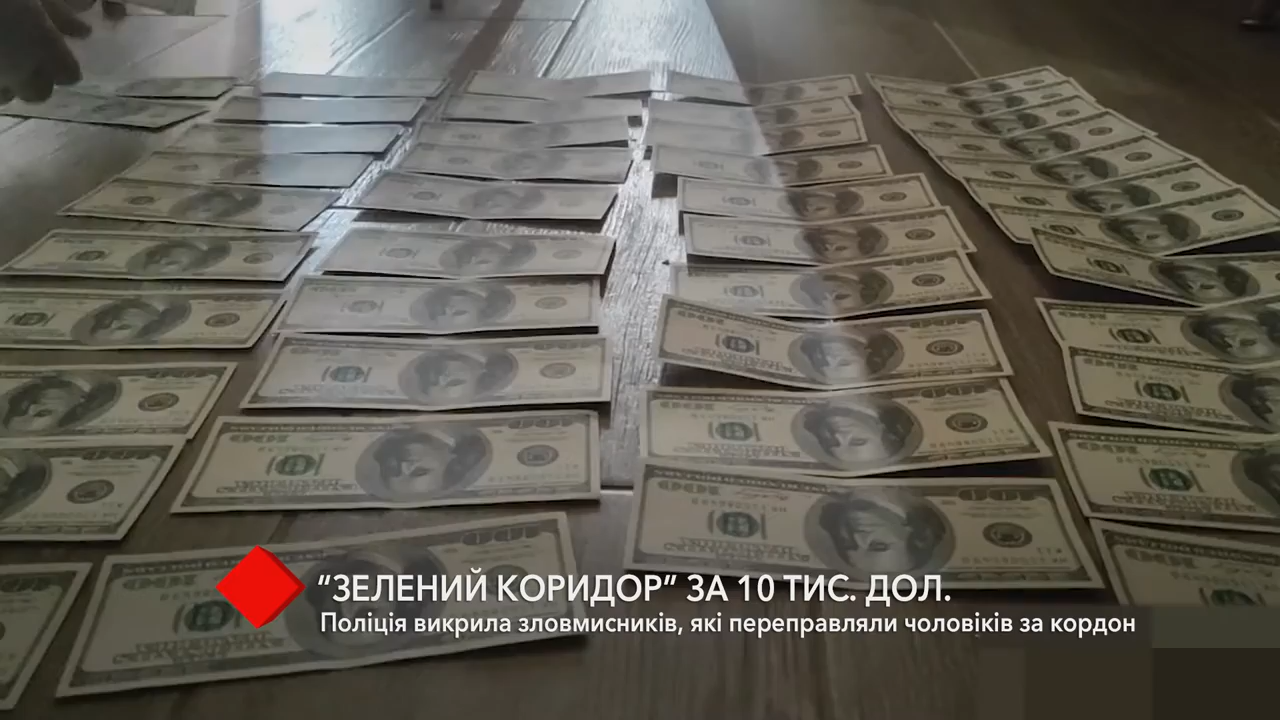 “ЗЕЛЕНИЙ КОРИДОР” ЗА 10 ТИС. ДОЛ.
Поліція викрила зловмисників, які переправляли чоловіків за кордон